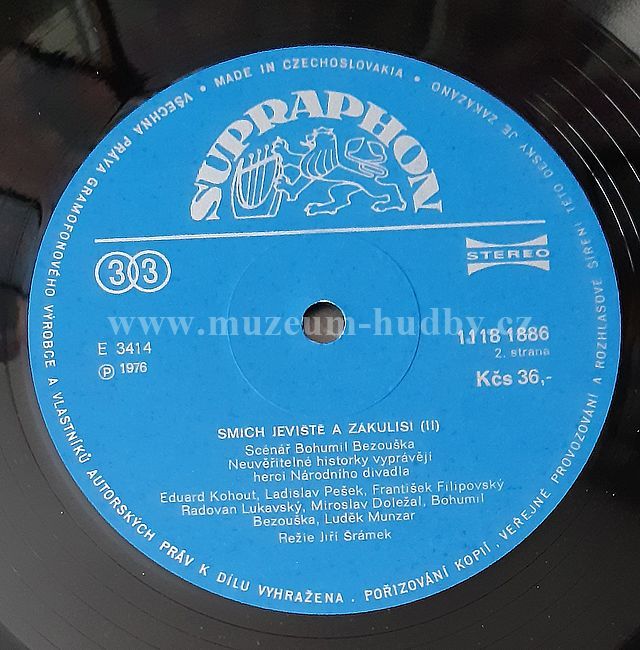 VŠECHNA PRÁVA GRAMOFONOVÉHO VÝROBCE A VLASTNÍKŮ AUTORSKÝCH PRÁV K DÍLU VYHRAŽENA . POŘIZOVÁNÍ KOPIÍ , VEŘEJNÉ PROVOZOVÁNÍ A ROZHLASOVÉ ŠÍŘENÍ TÉTO DESKY JE ZAKÁZÁNO • MADE IN CZECHOSLOVAKIA •
SUPRAPHON
33
STEREO
www.muzeum-hudby.cz
E 3414
1118 1886
Ⓟ 1976
2. strana
Kčs 36,-
SMÍCH JEVIŠTĚ A ZÁKULISÍ (II)
Scénář Bohumil Bezouška
Neuvěřitelné historky vyprávějí
herci Národního divadla
Eduard Kohout, Ladislav Pešek, František Filipovský
Radovan Lukavský, Miroslav Doležal, Bohumil
Bezouška, Luděk Munzar
Režie Jiří Šrámek